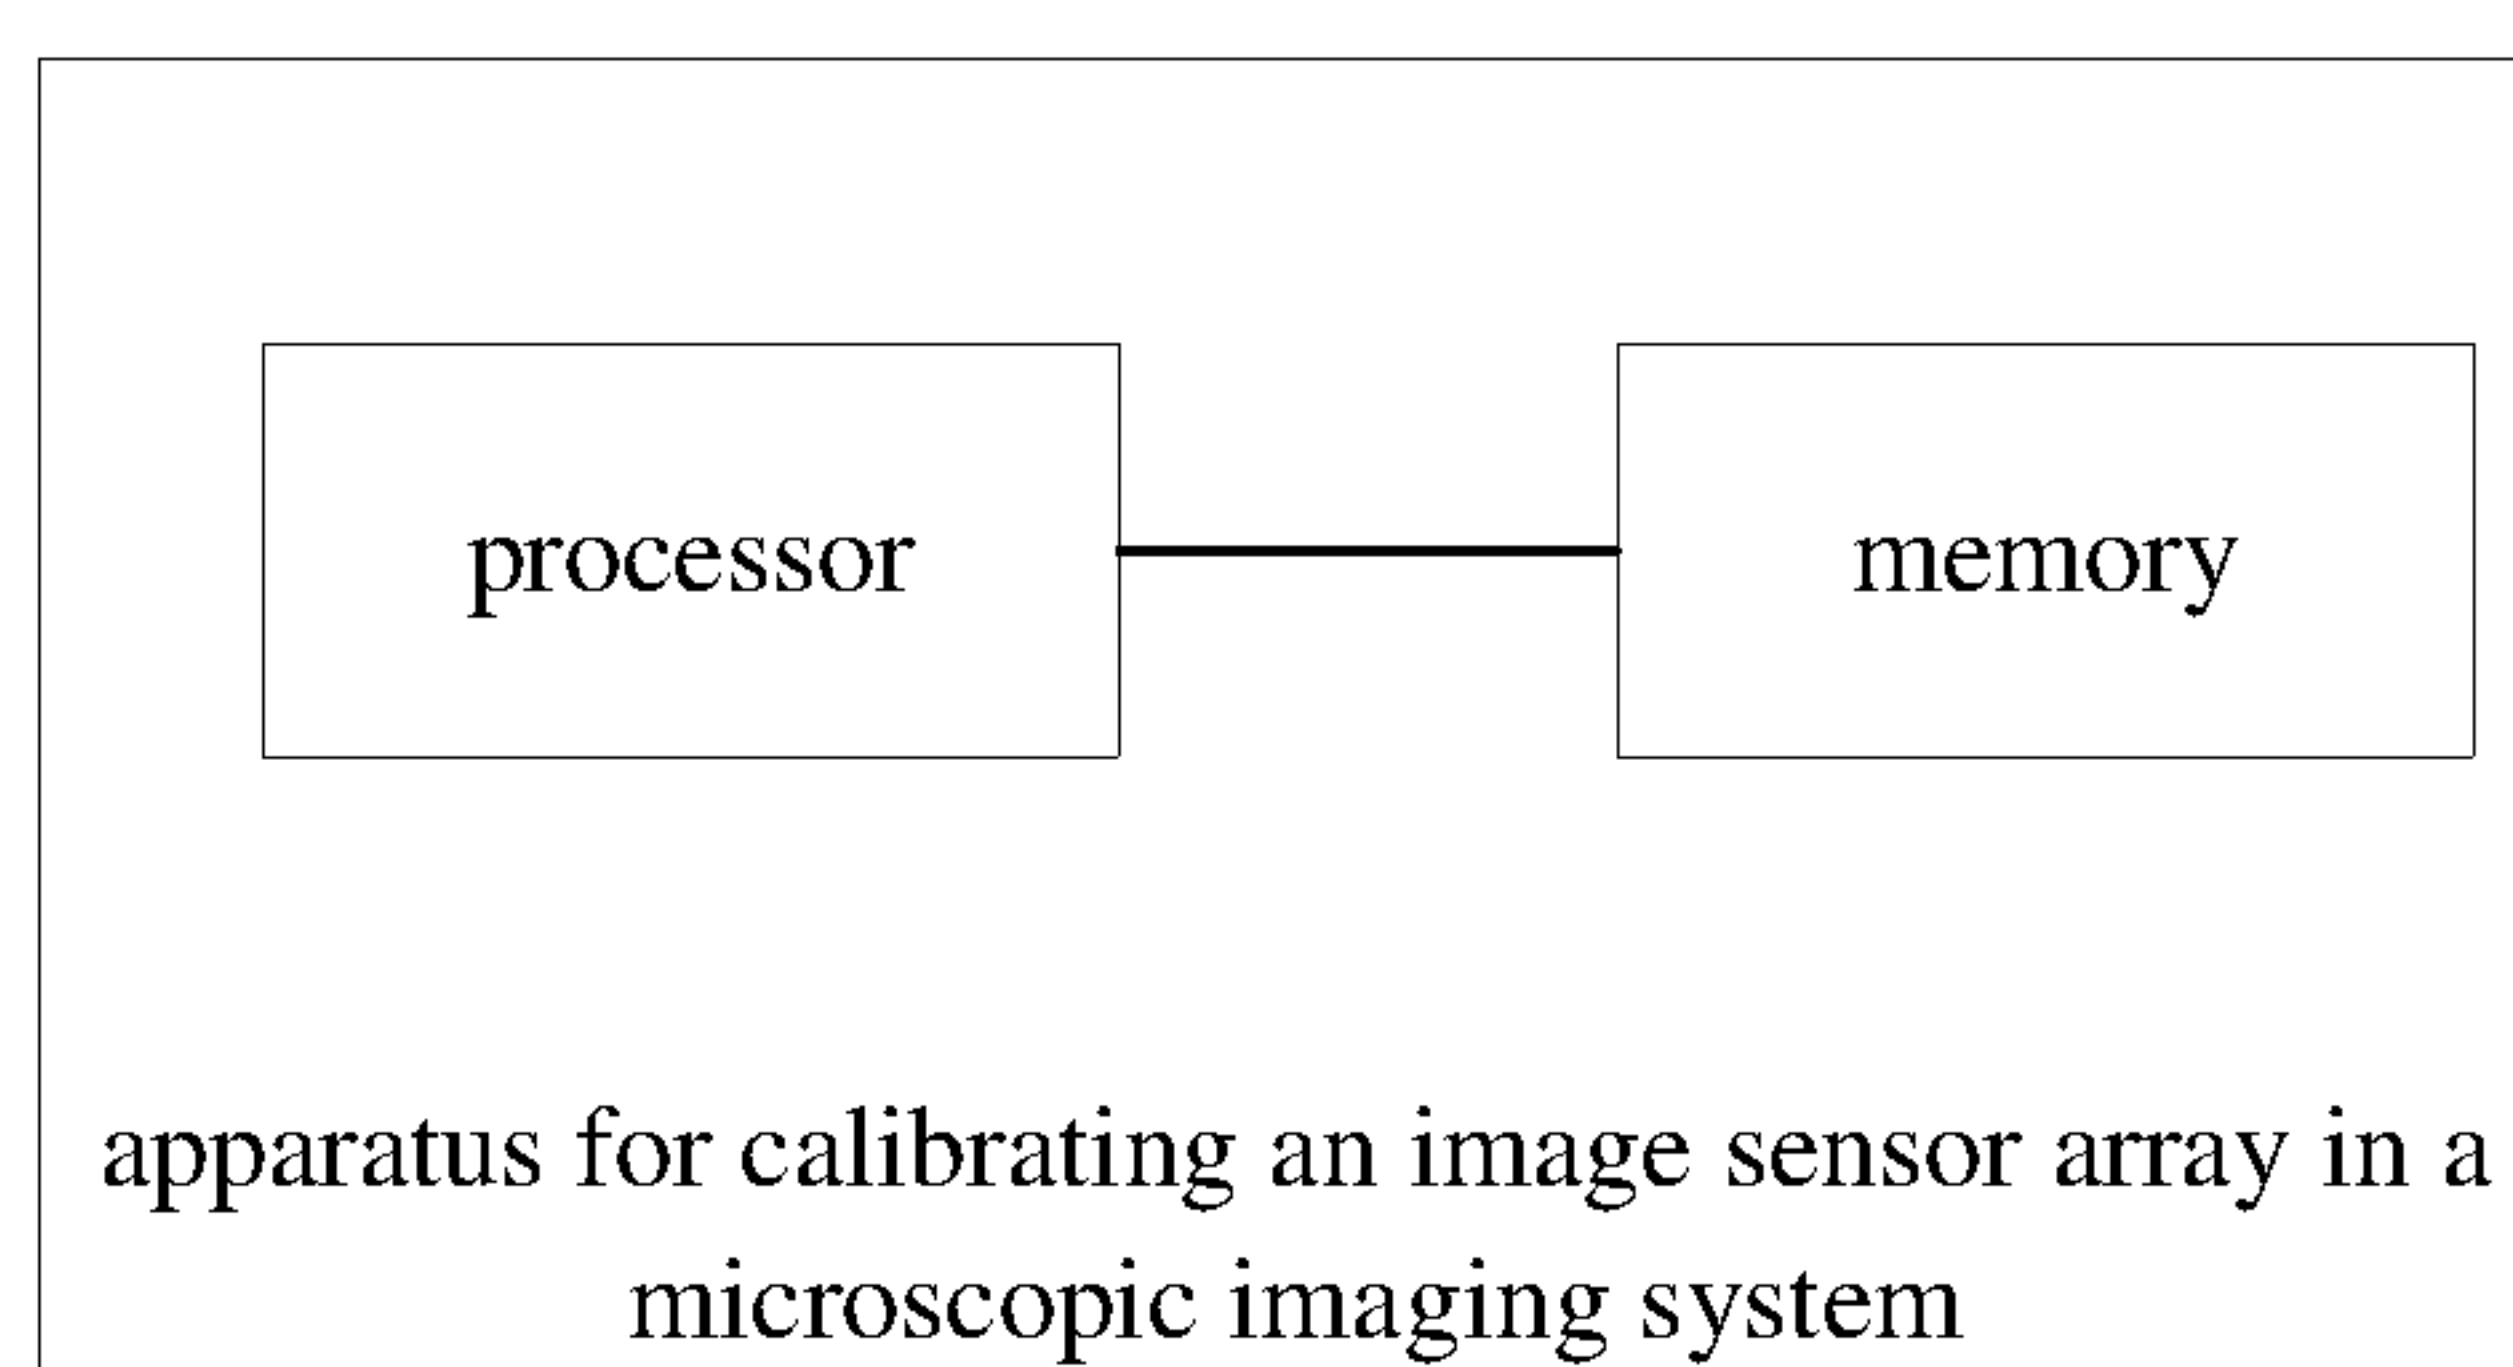 processor memory
apparatus for calibrating an image sensor array in a
microscopic imaging system